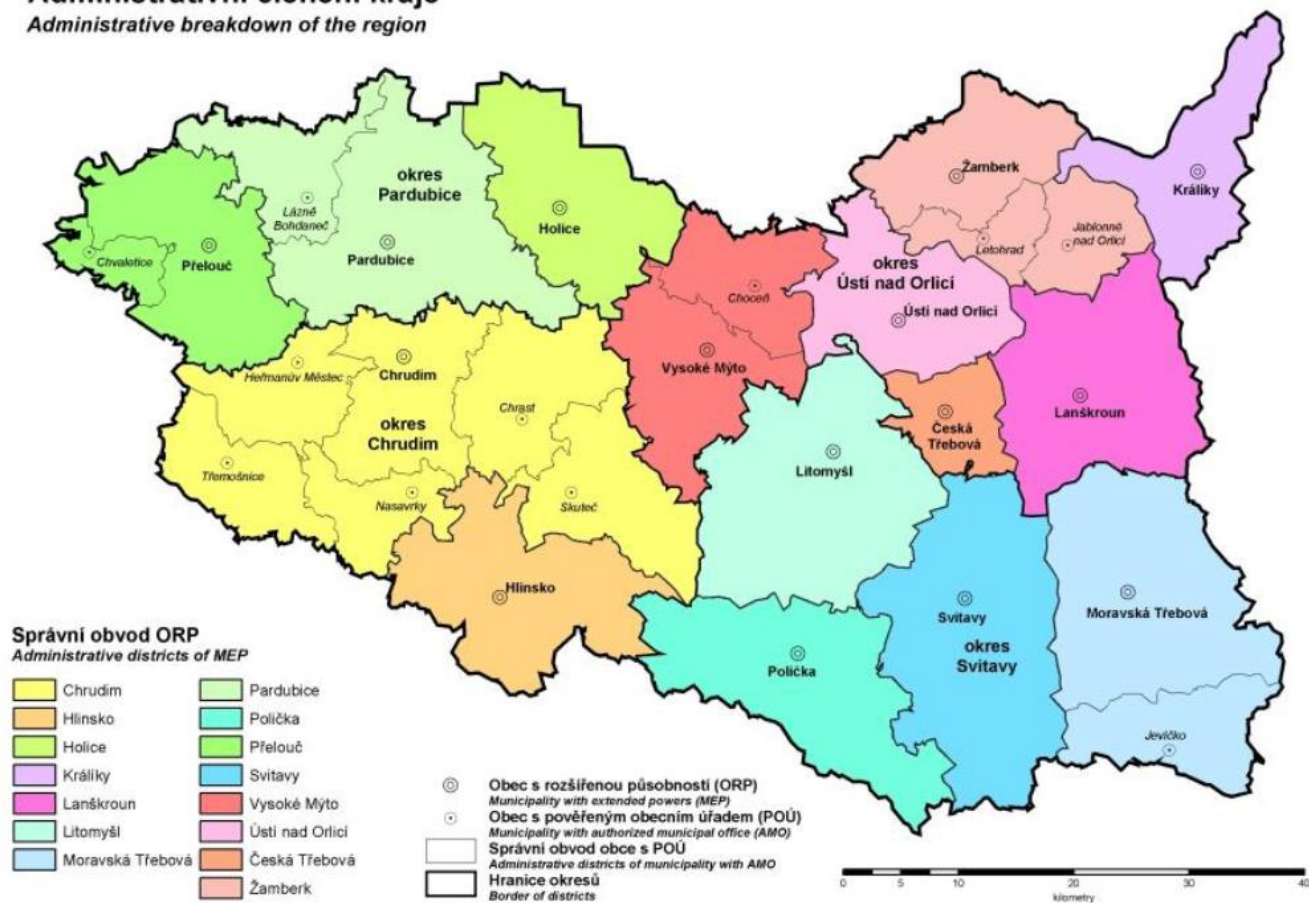 Administrative breakdown of the region
Žamberk
Králíky
okres
Pardubice
Lázně
Bohdaneč
Holice
Letohrad
Jablonné
nad Orlicí
Chvaletice
Přelouč
Pardubice
okres
Ústí nad Orlicí
Choceň
Ústí nad Orlicí
Heřmanův Městec
Chrudim
Vysoké Mýto
Chrast
Lanškroun
okres
Chrudim
Česká
Třebová
Třemošnice
Litomyšl
Nasavrky
Skuteč
Hlinsko
Svitavy
Moravská Třebová
okres
Svitavy
Polička
Jevíčko
Správní obvod ORP
Administrative districts of MEP
Chrudim
Hlinsko
Holice
Králíky
Lanškroun
Litomyšl
Moravská Třebová
Pardubice
Polička
Přelouč
Svitavy
Vysoké Mýto
Ústí nad Orlicí
Česká Třebová
Žamberk
Obec s rozšířenou působností (ORP)
Municipality with extended powers (MEP)
Obec s pověřeným obecním úřadem (POÚ)
Municipality with authorized municipal office (AMO)
Správní obvod obce s POÚ
Administrative districts of municipality with AMO
Hranice okresů
Border of districts
0 5 10 20 30 40
kilometry